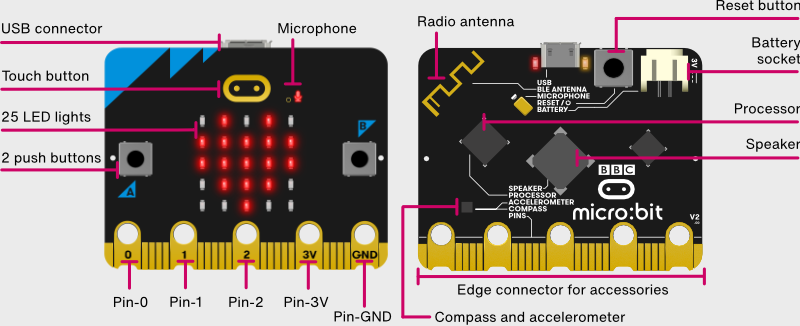 USB connector
Microphone
Touch button
25 LED lights
2 push buttons
A
B
0
1
2
3V
GND
Pin-0
Pin-1
Pin-2
Pin-3V
Pin-GND
Radio antenna
Reset button
Battery
socket
Processor
Speaker
USB
BLE ANTENNA
MICROPHONE
RESET/
BATTERY
3V
SPEAKER
PROCESSOR
ACCELEROMETER
COMPASS
PINS
BBC
micro:bit
V2
Edge connector for accessories
Compass and accelerometer